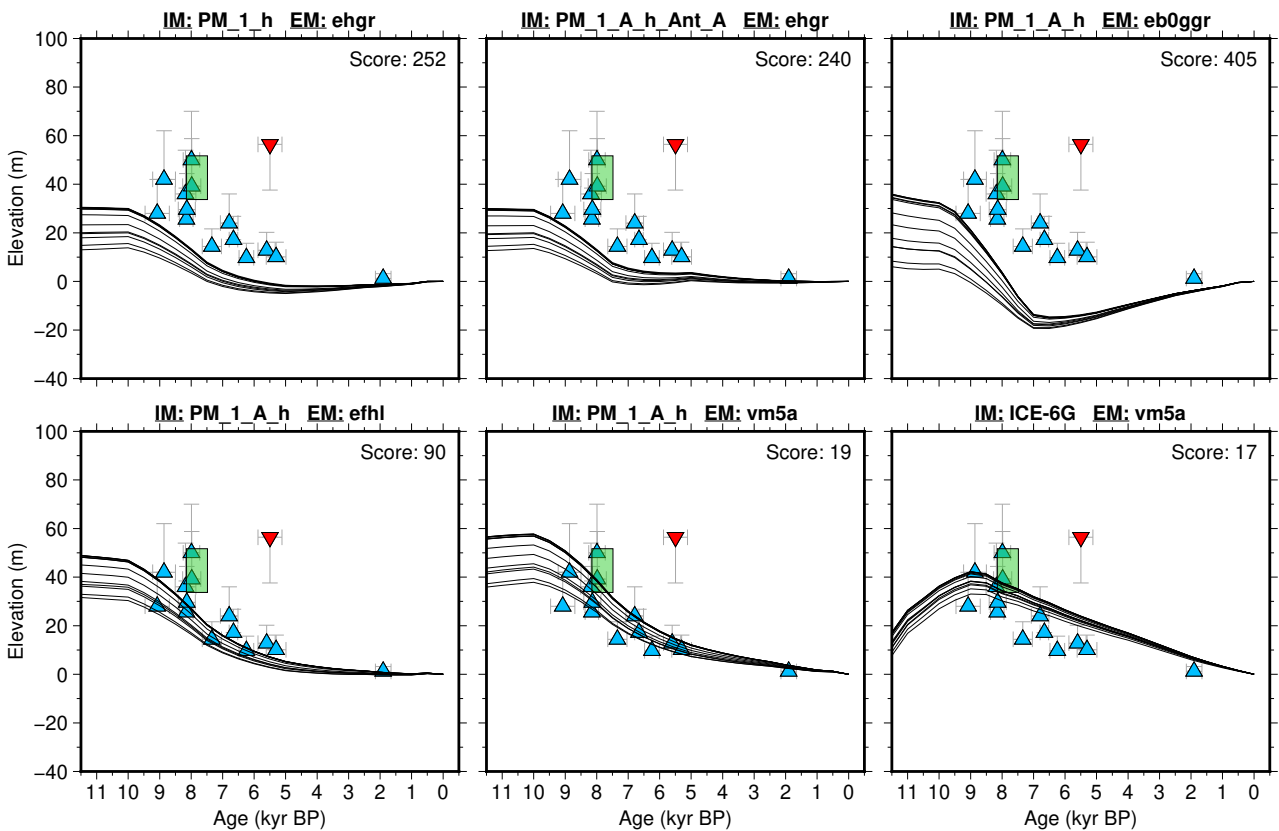 IM: PM_1_h EM: ehgr
IM: PM_1_A_h_Ant_A EM: ehgr
IM: PM_1_A_h EM: eb0ggr
Score: 252
Score: 240
Score: 405
100
80
60
40
20
0
−20
−40
Elevation (m)
IM: PM_1_A_h EM: efhl
IM: PM_1_A_h EM: vm5a
IM: ICE-6G EM: vm5a
Score: 90
Score: 19
Score: 17
100
80
60
40
20
0
−20
−40
Elevation (m)
11 10 9 8 7 6 5 4 3 2 1 0
11 10 9 8 7 6 5 4 3 2 1 0
11 10 9 8 7 6 5 4 3 2 1 0
Age (kyr BP)
Age (kyr BP)
Age (kyr BP)